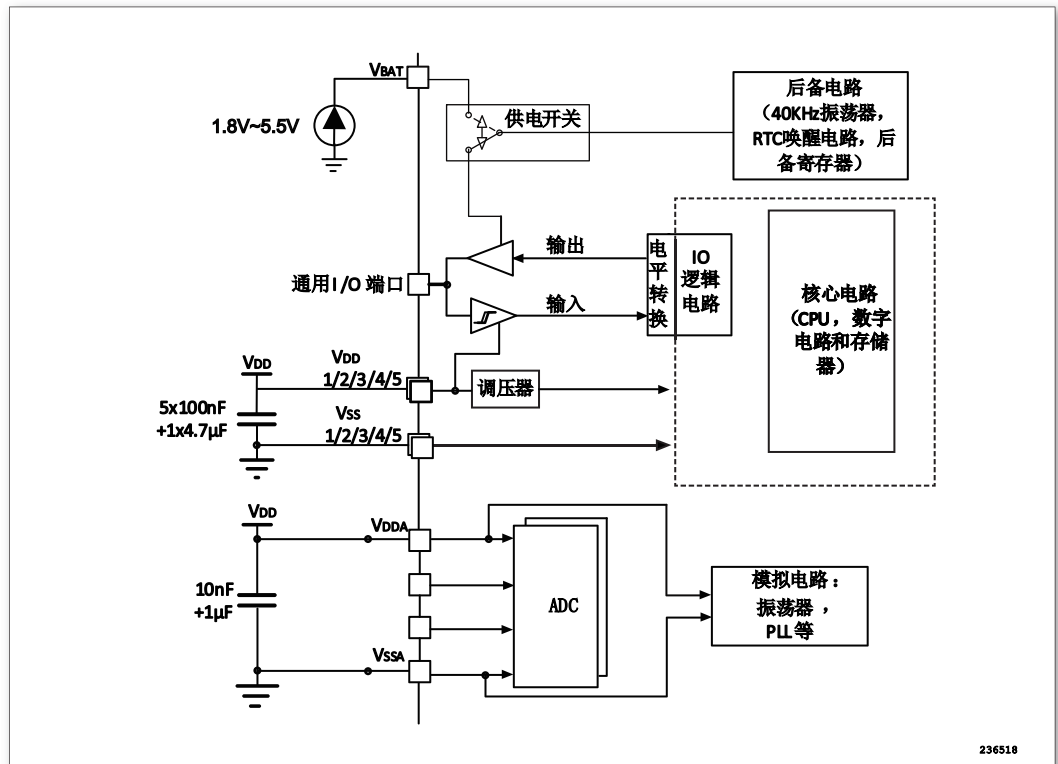 VBAT
1.8V~5.5V
供电开关
后备电路
（40KHz振荡器，
RTC唤醒电路，后
备寄存器）
输出
通用I/O 端口
输入
电
平
转
换
IO
逻辑
电路
核心电路
（CPU，数字
电路和存储
器）
VDD
VDD
1/2/3/4/5
调压器
5x100nF
+1x4.7μF
VSS
1/2/3/4/5
VDD
VDDA
10nF
+1μF
ADC
模拟电路：
振荡器，
PLL等
VSSA
236518